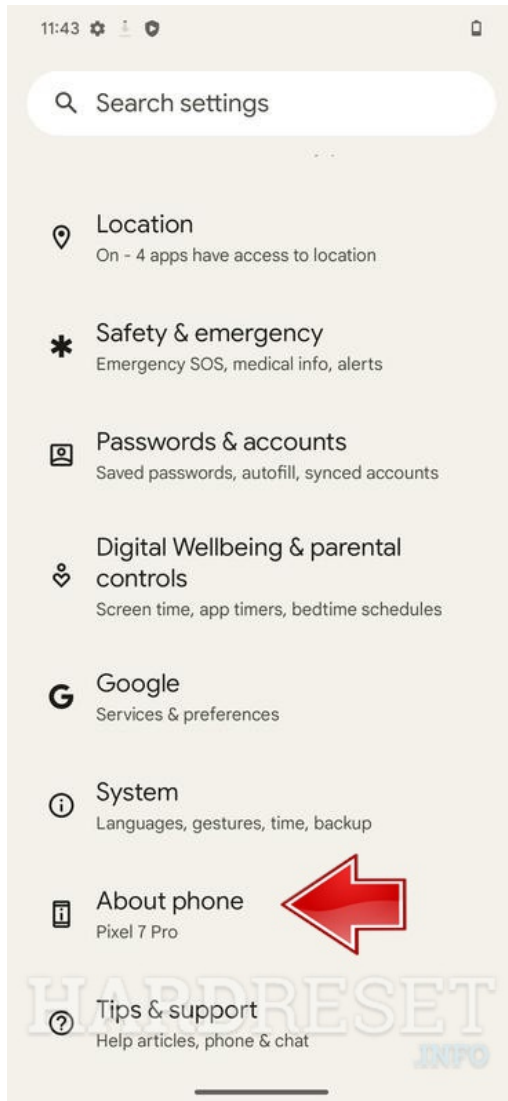 11:43
Search settings
Location
On - 4 apps have access to location
Safety & emergency
Emergency SOS, medical info, alerts
Passwords & accounts
Saved passwords, autofill, synced accounts
Digital Wellbeing & parental
controls
Screen time, app timers, bedtime schedules
Google
Services & preferences
System
Languages, gestures, time, backup
About phone
Pixel 7 Pro
HARDRESET
.INFO
Tips & support
Help articles, phone & chat